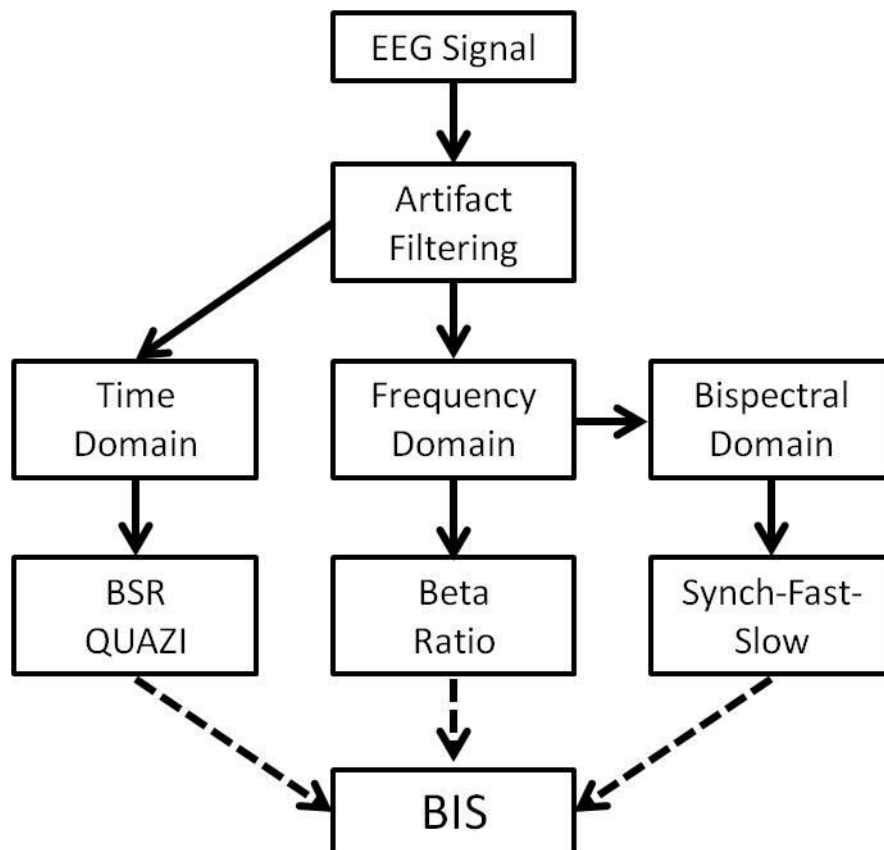 EEG Signal
Artifact
Filtering
Time
Domain
Frequency
Domain
Bispectral
Domain
BSR
QUAZI
Beta
Ratio
Synch-Fast-
Slow
BIS